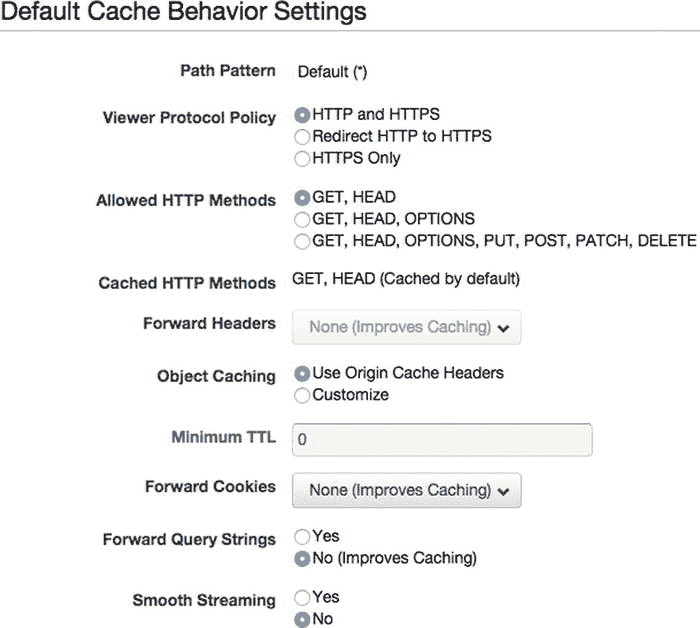 Default Cache Behavior Settings
Path Pattern Default (*)
Viewer Protocol Policy HTTP and HTTPS
Redirect HTTP to HTTPS
HTTPS Only
Allowed HTTP Methods GET, HEAD
GET, HEAD, OPTIONS
GET, HEAD, OPTIONS, PUT, POST, PATCH, DELETE
Cached HTTP Methods GET, HEAD (Cached by default)
Forward Headers None (Improves Caching)
Object Caching Use Origin Cache Headers
Customize
Minimum TTL 0
Forward Cookies None (Improves Caching)
Forward Query Strings Yes
No (Improves Caching)
Smooth Streaming Yes
No